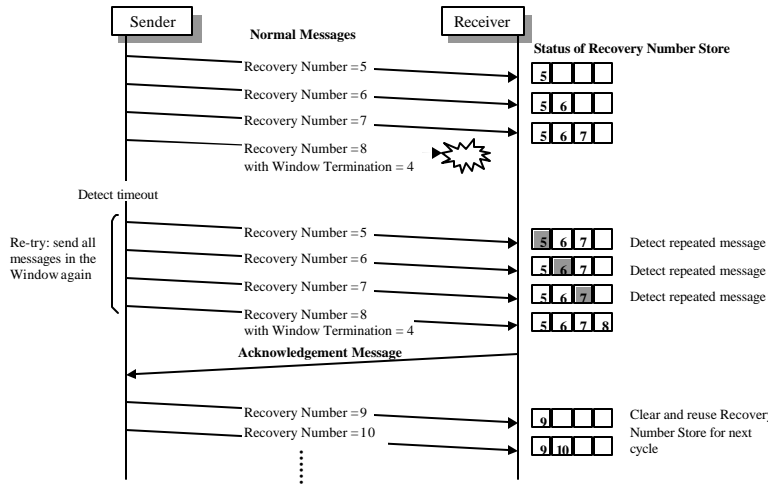 Sender
Receiver
Normal Messages
Status of Recovery Number Store
Recovery Number = 5
5
Recovery Number = 6
5 6
Recovery Number = 7
5 6 7
Recovery Number = 8
with Window Termination = 4
Detect timeout
Re-try: send all
messages in the
Window again
Recovery Number = 5
5 6 7
Detect repeated message
Recovery Number = 6
5 6 7
Detect repeated message
Recovery Number = 7
5 6 7
Detect repeated message
Recovery Number = 8
with Window Termination = 4
5 6 7 8
Acknowledgement Message
Recovery Number = 9
9
Clear and reuse Recovery
Number Store for next
cycle
Recovery Number = 10
9 10